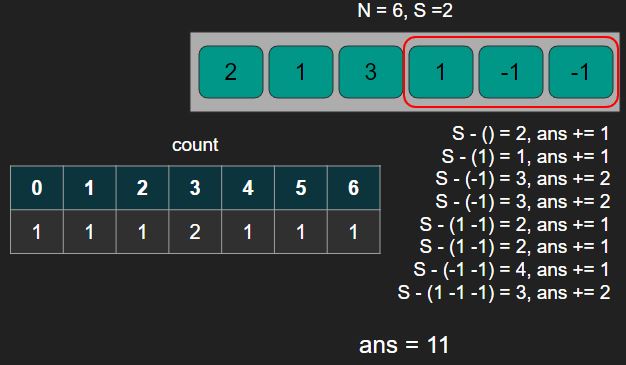 N = 6, S =2
2 1 3 1 -1 -1
count
0 1 2 3 4 5 6
1 1 1 2 1 1 1
S - () = 2, ans += 1
S - (1) = 1, ans += 1
S - (-1) = 3, ans += 2
S - (-1) = 3, ans += 2
S - (1 -1) = 2, ans += 1
S - (1 -1) = 2, ans += 1
S - (-1 -1) = 4, ans += 1
S - (1 -1 -1) = 3, ans += 2
ans = 11